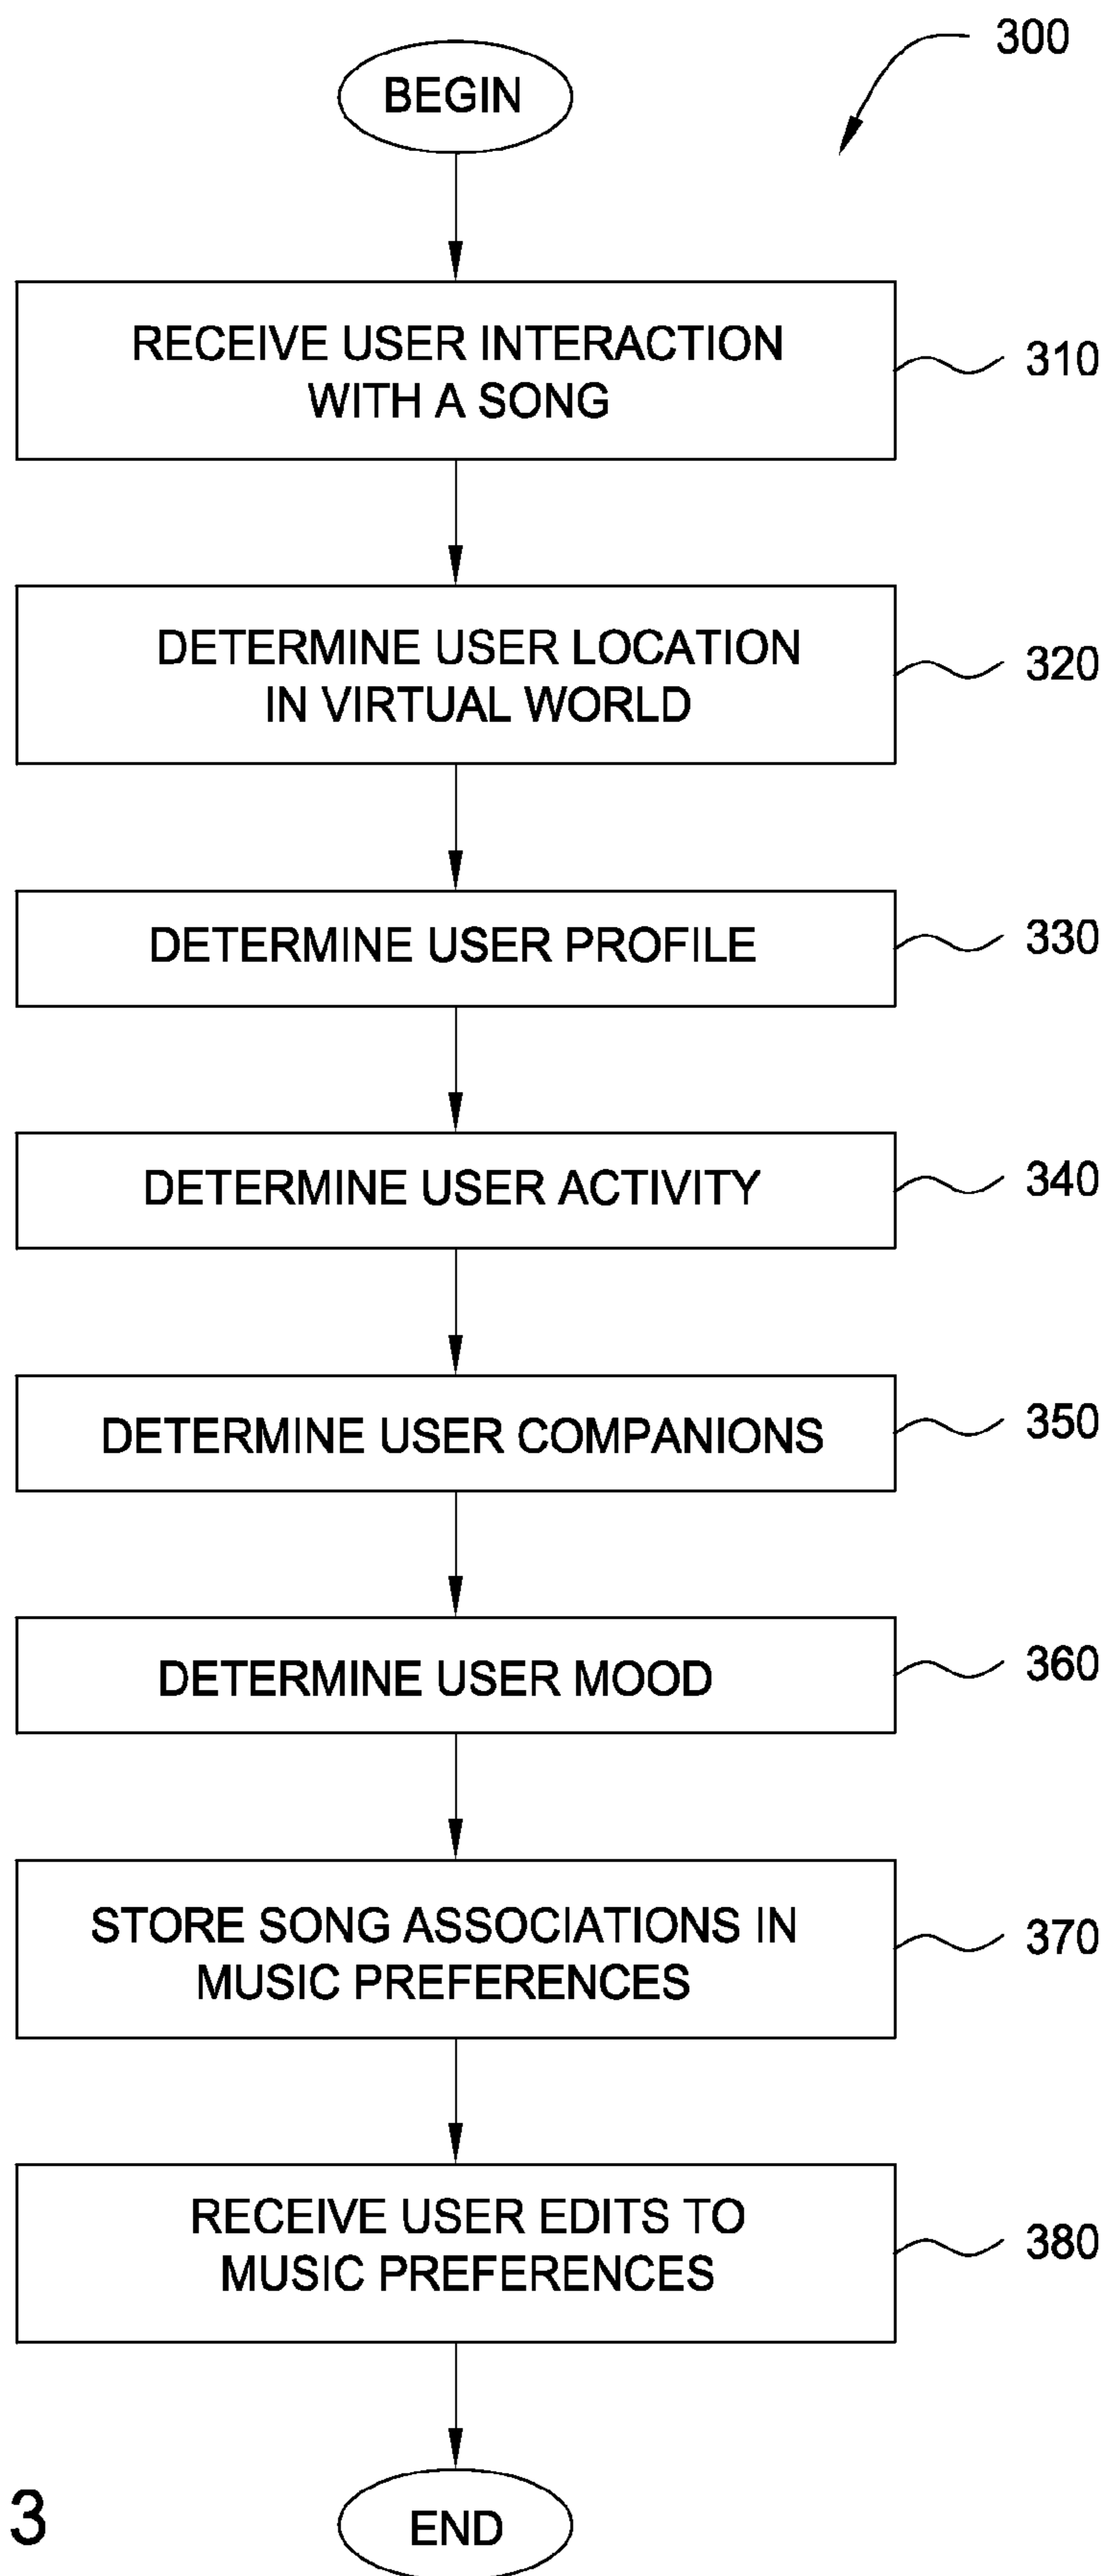 300
BEGIN
RECEIVE USER INTERACTION
WITH A SONG
310
DETERMINE USER LOCATION
IN VIRTUAL WORLD
320
DETERMINE USER PROFILE
330
DETERMINE USER ACTIVITY
340
DETERMINE USER COMPANIONS
350
DETERMINE USER MOOD
360
STORE SONG ASSOCIATIONS IN
MUSIC PREFERENCES
370
RECEIVE USER EDITS TO
MUSIC PREFERENCES
380
3
END